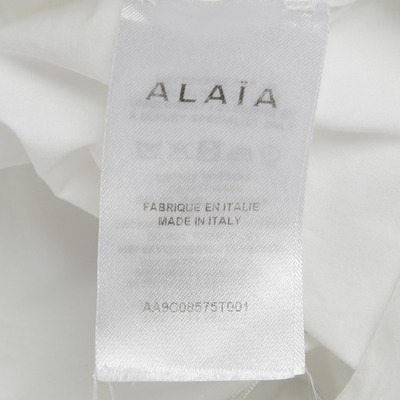 ALAÏA
FABRIQUE EN ITALIE
MADE IN ITALY
AA9C08575T001